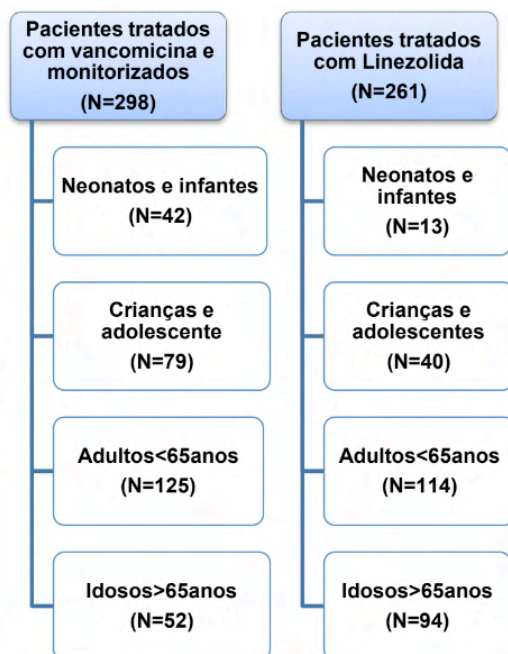 Pacientes tratados
com vancomicina e
monitorizados
(N=298)
Neonatos e infantes
(N=42)
Crianças e
adolescente
(N=79)
Adultos<65anos
(N=125)
Idosos>65anos
(N=52)
Pacientes tratados
com Linezolida
(N=261)
Neonatos e
infantes
(N=13)
Crianças e
adolescentes
(N=40)
Adultos<65anos
(N=114)
Idosos>65anos
(N=94)